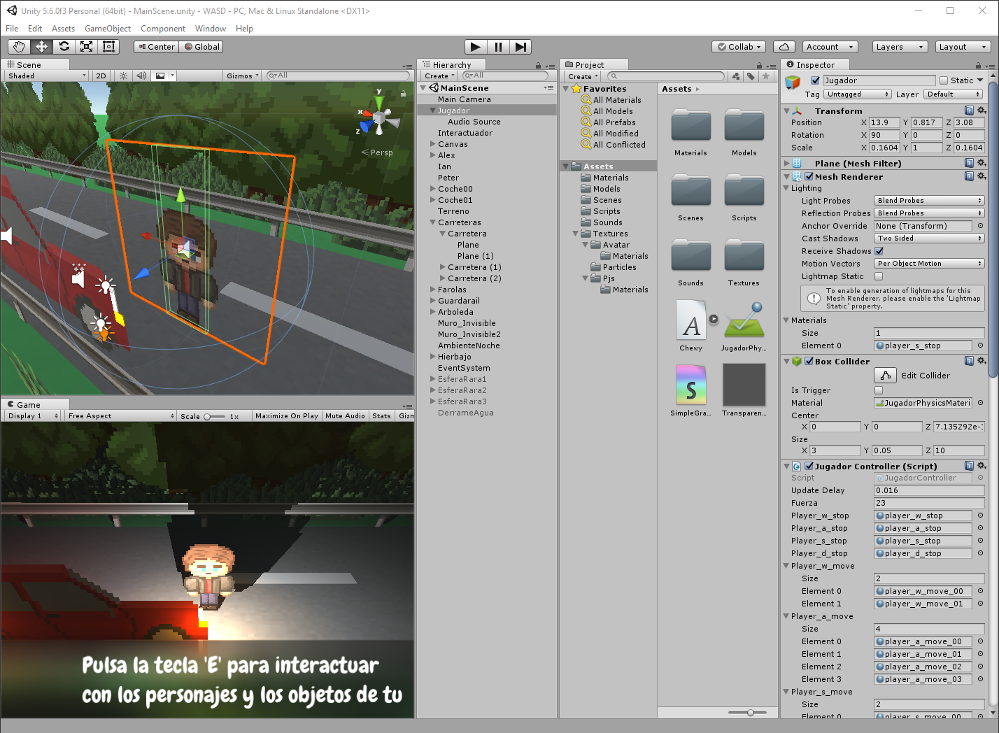 Unity 5.6.0f3 Personal (64bit) - MainScene.unity - WASD - PC, Mac & Linux Standalone <DX11>
File Edit Assets GameObject Component Window Help
Center Global Collab Account Layers Layout
Scene
Shaded 2D Gizmos All
y
x
z
Persp
Game
Display 1 Free Aspect Scale 1x Maximize On Play Mute Audio Stats Gizm
Pulsa la tecla 'E' para interactuar
con los personajes y los objetos de tu
Hierarchy
Create All
MainScene
Main Camera
Jugador
Audio Source
Interactuador
Canvas
Alex
Ian
Peter
Coche00
Coche01
Terreno
Carreteras
Carretera
Plane
Plane (1)
Carretera (1)
Carretera (2)
Farolas
Guardarail
Arboleda
Muro_Invisible
Muro_Invisible2
AmbienteNoche
Hierbajo
EventSystem
EsferaRara1
EsferaRara2
EsferaRara3
DerrameAgua
Project
Create
Favorites
All Materials
All Models
All Prefabs
All Modified
All Conflicted
Assets
Materials
Models
Scenes
Scripts
Sounds
Textures
Avatar
Materials
Particles
Pjs
Materials
Assets
Materials Models
Scenes Scripts
Sounds Textures
A
Chewy JugadorPhy...
S
SimpleGra... Transparen...
Inspector
Jugador Static
Tag Untagged Layer Default
Transform
Position X 13.9 Y 0.817 Z 3.08
Rotation X 90 Y 0 Z 0
Scale X 0.1604 Y 1 Z 0.1604
Plane (Mesh Filter)
Mesh Renderer
Lighting
Light Probes Blend Probes
Reflection Probes Blend Probes
Anchor Override None (Transform)
Cast Shadows Two Sided
Receive Shadows
Motion Vectors Per Object Motion
Lightmap Static
To enable generation of lightmaps for this
Mesh Renderer, please enable the 'Lightmap
Static' property.
Materials
Size 1
Element 0 player_s_stop
Box Collider
Edit Collider
Is Trigger
Material JugadorPhysicsMateri
Center
X 0 Y 0 Z 7.135292e-1
Size
X 3 Y 0.05 Z 10
Jugador Controller (Script)
Script JugadorController
Update Delay 0.016
Fuerza 23
Player_w_stop player_w_stop
Player_a_stop player_a_stop
Player_s_stop player_s_stop
Player_d_stop player_d_stop
Player_w_move
Size 2
Element 0 player_w_move_00
Element 1 player_w_move_01
Player_a_move
Size 4
Element 0 player_a_move_00
Element 1 player_a_move_01
Element 2 player_a_move_02
Element 3 player_a_move_03
Player_s_move
Size 2
Element 0 player_s_move_00